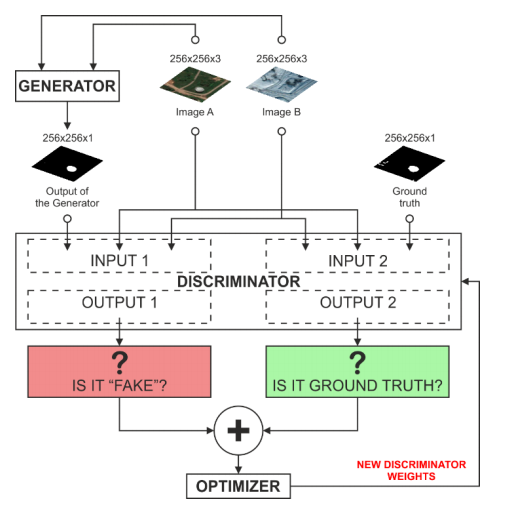 256x256x3
256x256x3
GENERATOR
Image A
Image B
256x256x1
256x256x1
Output of
the Generator
Ground
truth
INPUT 1
INPUT 2
DISCRIMINATOR
OUTPUT 1
OUTPUT 2
?
IS IT “FAKE”?
?
IS IT GROUND TRUTH?
+
NEW DISCRIMINATOR
WEIGHTS
OPTIMIZER